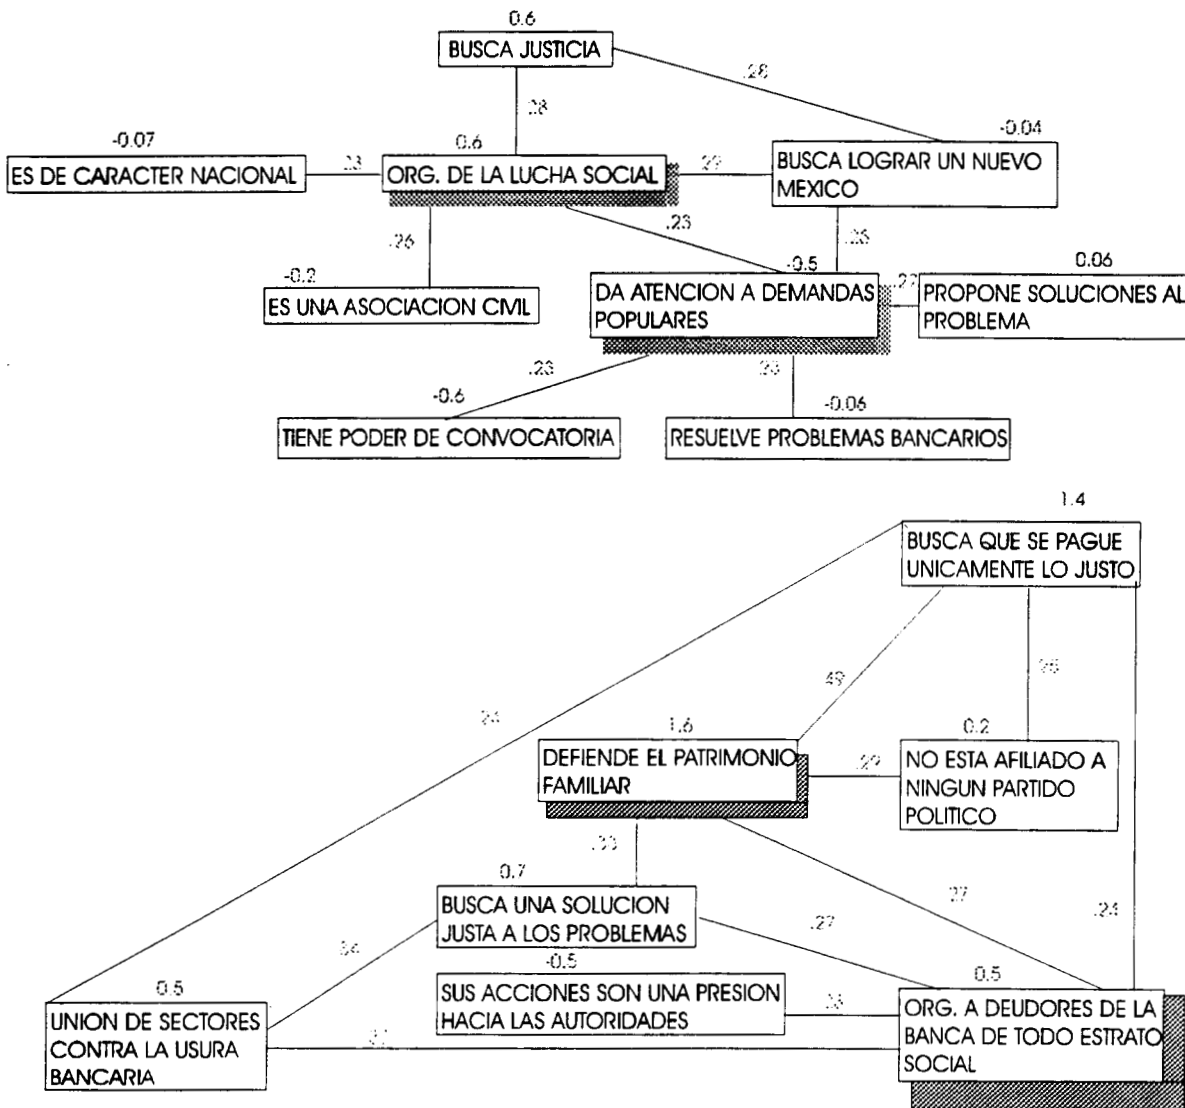 0.6
BUSCA JUSTICIA
.28
.28
-0.07
ES DE CARACTER NACIONAL
0.6
ORG. DE LA LUCHA SOCIAL
-0.04
BUSCA LOGRAR UN NUEVO
MEXICO
.26
.23
-0.2
ES UNA ASOCIACION CIVIL
-0.5
DA ATENCION A DEMANDAS
POPULARES
0.06
PROPONE SOLUCIONES AL
PROBLEMA
.23
-0.6
TIENE PODER DE CONVOCATORIA
-0.06
RESUELVE PROBLEMAS BANCARIOS
1.4
BUSCA QUE SE PAGUE
UNICAMENTE LO JUSTO
.49
.24
1.6
DEFIENDE EL PATRIMONIO
FAMILIAR
.29
0.2
NO ESTA AFILIADO A
NINGUN PARTIDO
POLITICO
.33
.27
.24
0.7
BUSCA UNA SOLUCION
JUSTA A LOS PROBLEMAS
.27
-0.5
SUS ACCIONES SON UNA PRESION
HACIA LAS AUTORIDADES
0.5
UNION DE SECTORES
CONTRA LA USURA
BANCARIA
0.5
ORG. A DEUDORES DE LA
BANCA DE TODO ESTRATO
SOCIAL